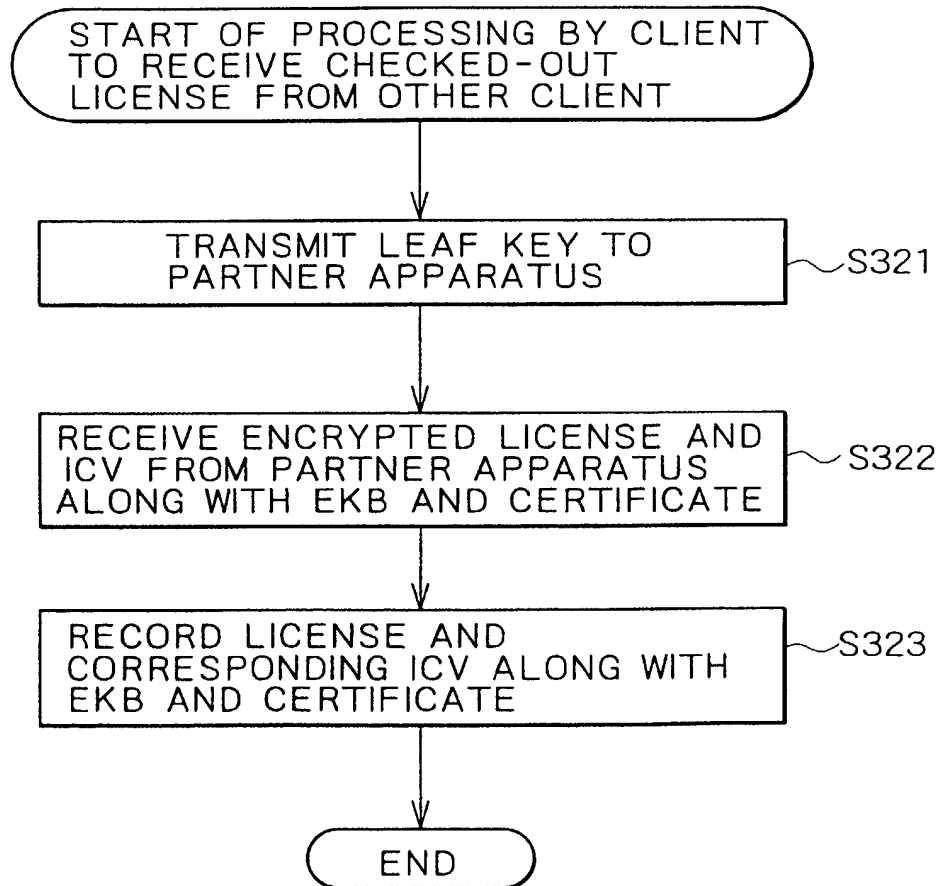 START OF PROCESSING BY CLIENT
TO RECEIVE CHECKED-OUT
LICENSE FROM OTHER CLIENT
TRANSMIT LEAF KEY TO
PARTNER APPARATUS
S321
RECEIVE ENCRYPTED LICENSE AND
ICV FROM PARTNER APPARATUS
ALONG WITH EKB AND CERTIFICATE
S322
RECORD LICENSE AND
CORRESPONDING ICV ALONG WITH
EKB AND CERTIFICATE
S323
END